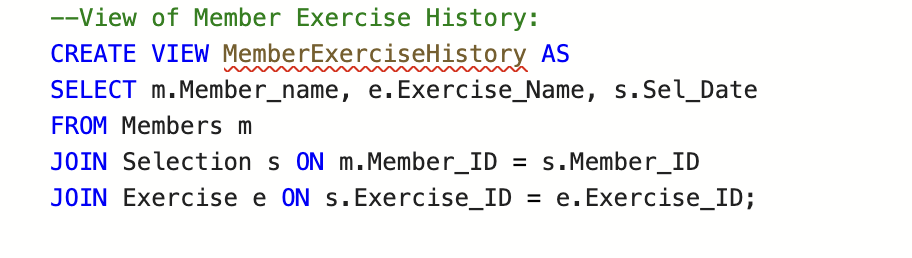 --View of Member Exercise History:
CREATE VIEW MemberExerciseHistory AS
SELECT m.Member_name, e.Exercise_Name, s.Sel_Date
FROM Members m
JOIN Selection s ON m.Member_ID = s.Member_ID
JOIN Exercise e ON s.Exercise_ID = e.Exercise_ID;